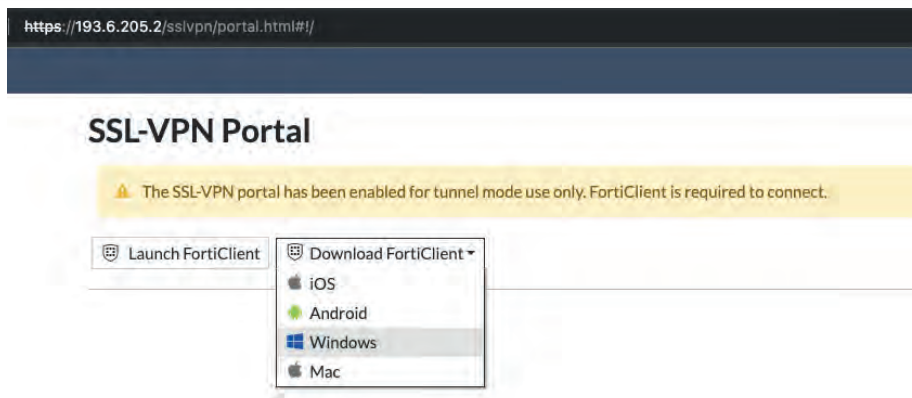 https://193.6.205.2/sslvpn/portal.html#!/
SSL-VPN Portal
The SSL-VPN portal has been enabled for tunnel mode use only. FortiClient is required to connect.
Launch FortiClient Download FortiClient
iOS
Android
Windows
Mac